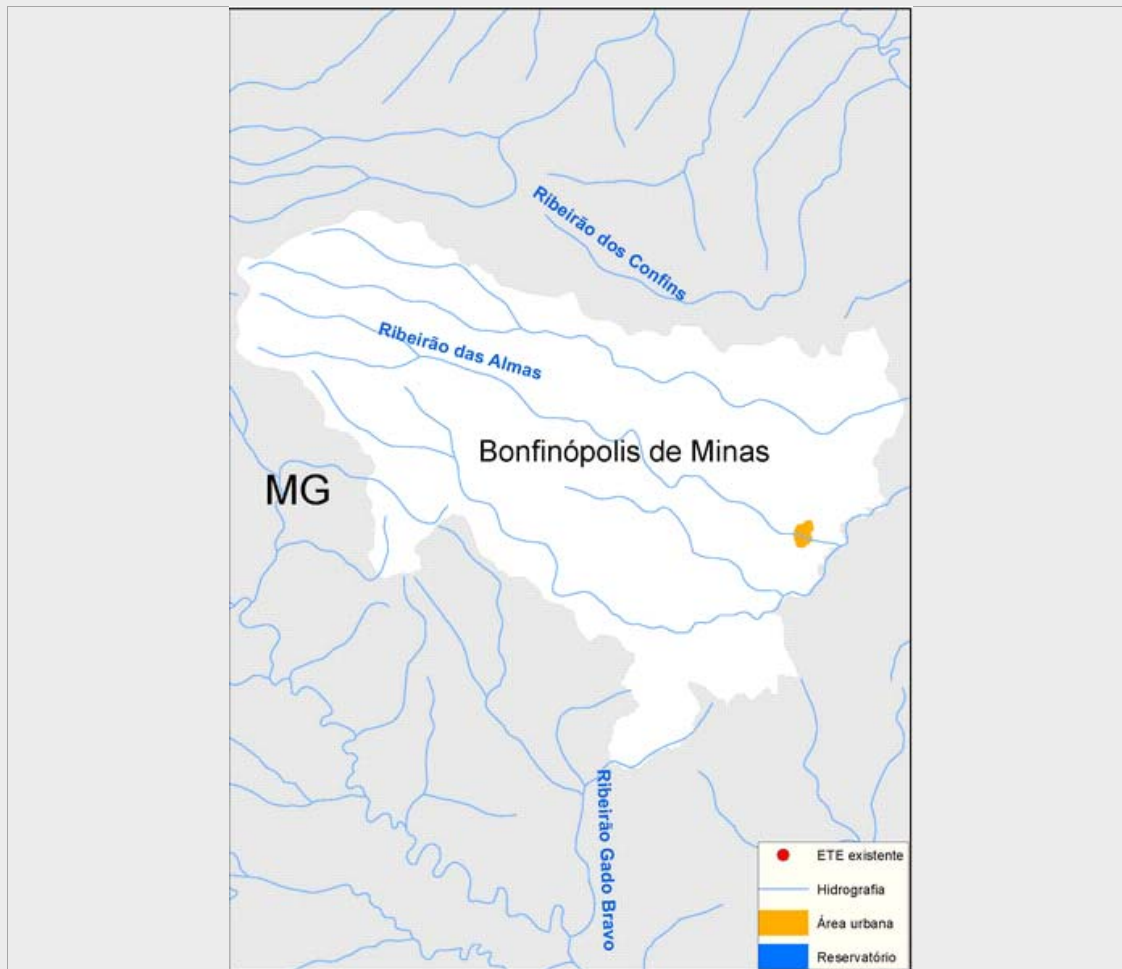 Ribeirão dos Confins
Ribeirão das Almas
Bonfinópolis de Minas
MG
Ribeirão Gado Bravo
ETE existente
Hidrografia
Área urbana
Reservatório